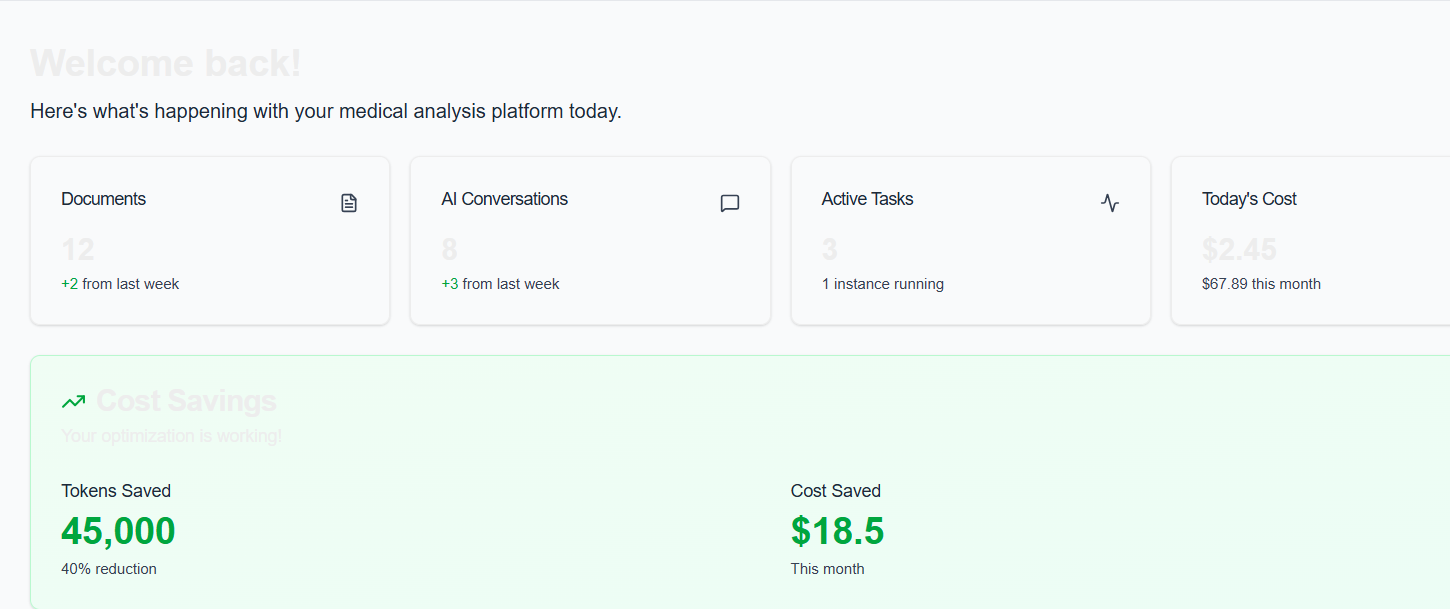 Welcome back!
Here's what's happening with your medical analysis platform today.
Documents
12
+2 from last week
AI Conversations
8
+3 from last week
Active Tasks
3
1 instance running
Today's Cost
$2.45
$67.89 this month
Cost Savings
Your optimization is working!
Tokens Saved
45,000
40% reduction
Cost Saved
$18.5
This month